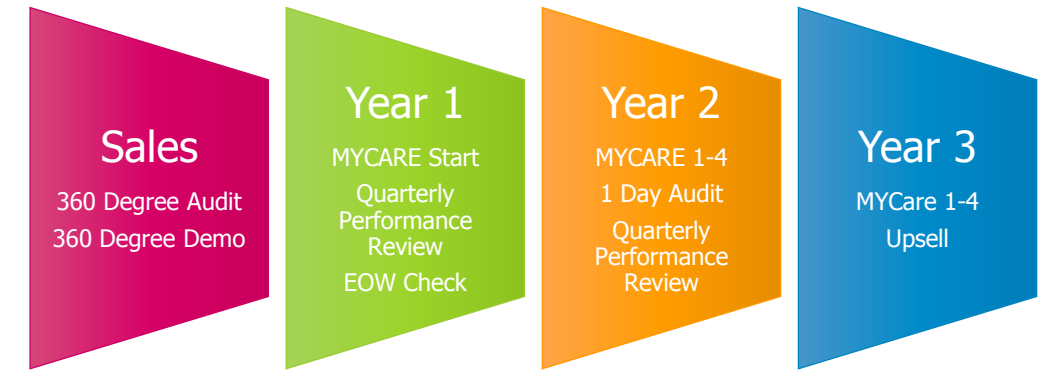 Sales
360 Degree Audit
360 Degree Demo
Year 1
MYCARE Start
Quarterly
Performance
Review
EOW Check
Year 2
MYCARE 1-4
1 Day Audit
Quarterly
Performance
Review
Year 3
MYCare 1-4
Upsell